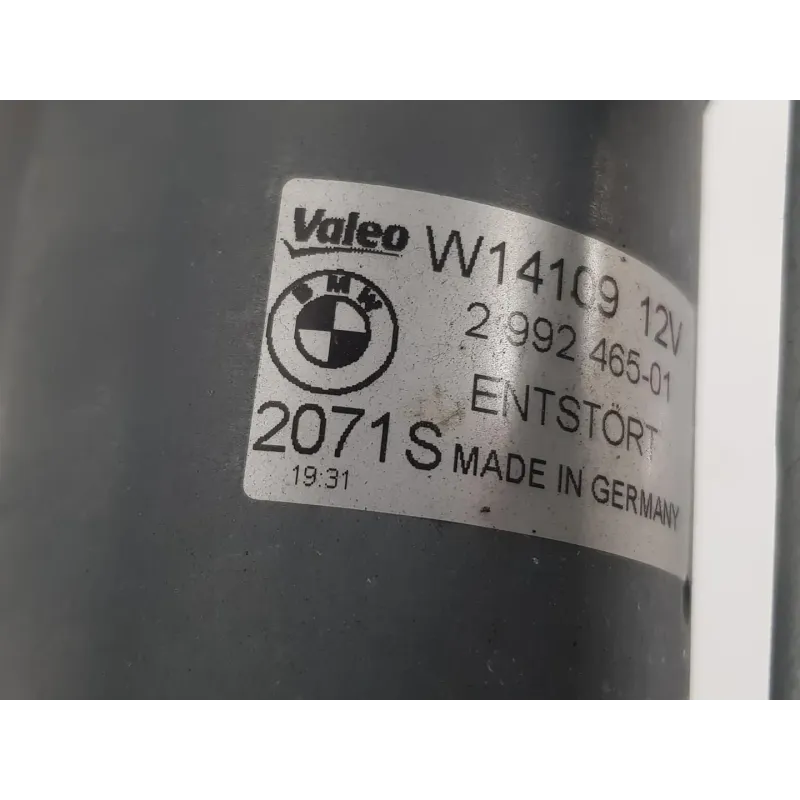 Valeo W14109 12V
BMW 2 992 465-01
ENTSTÖRT
2071S MADE IN GERMANY
19:31